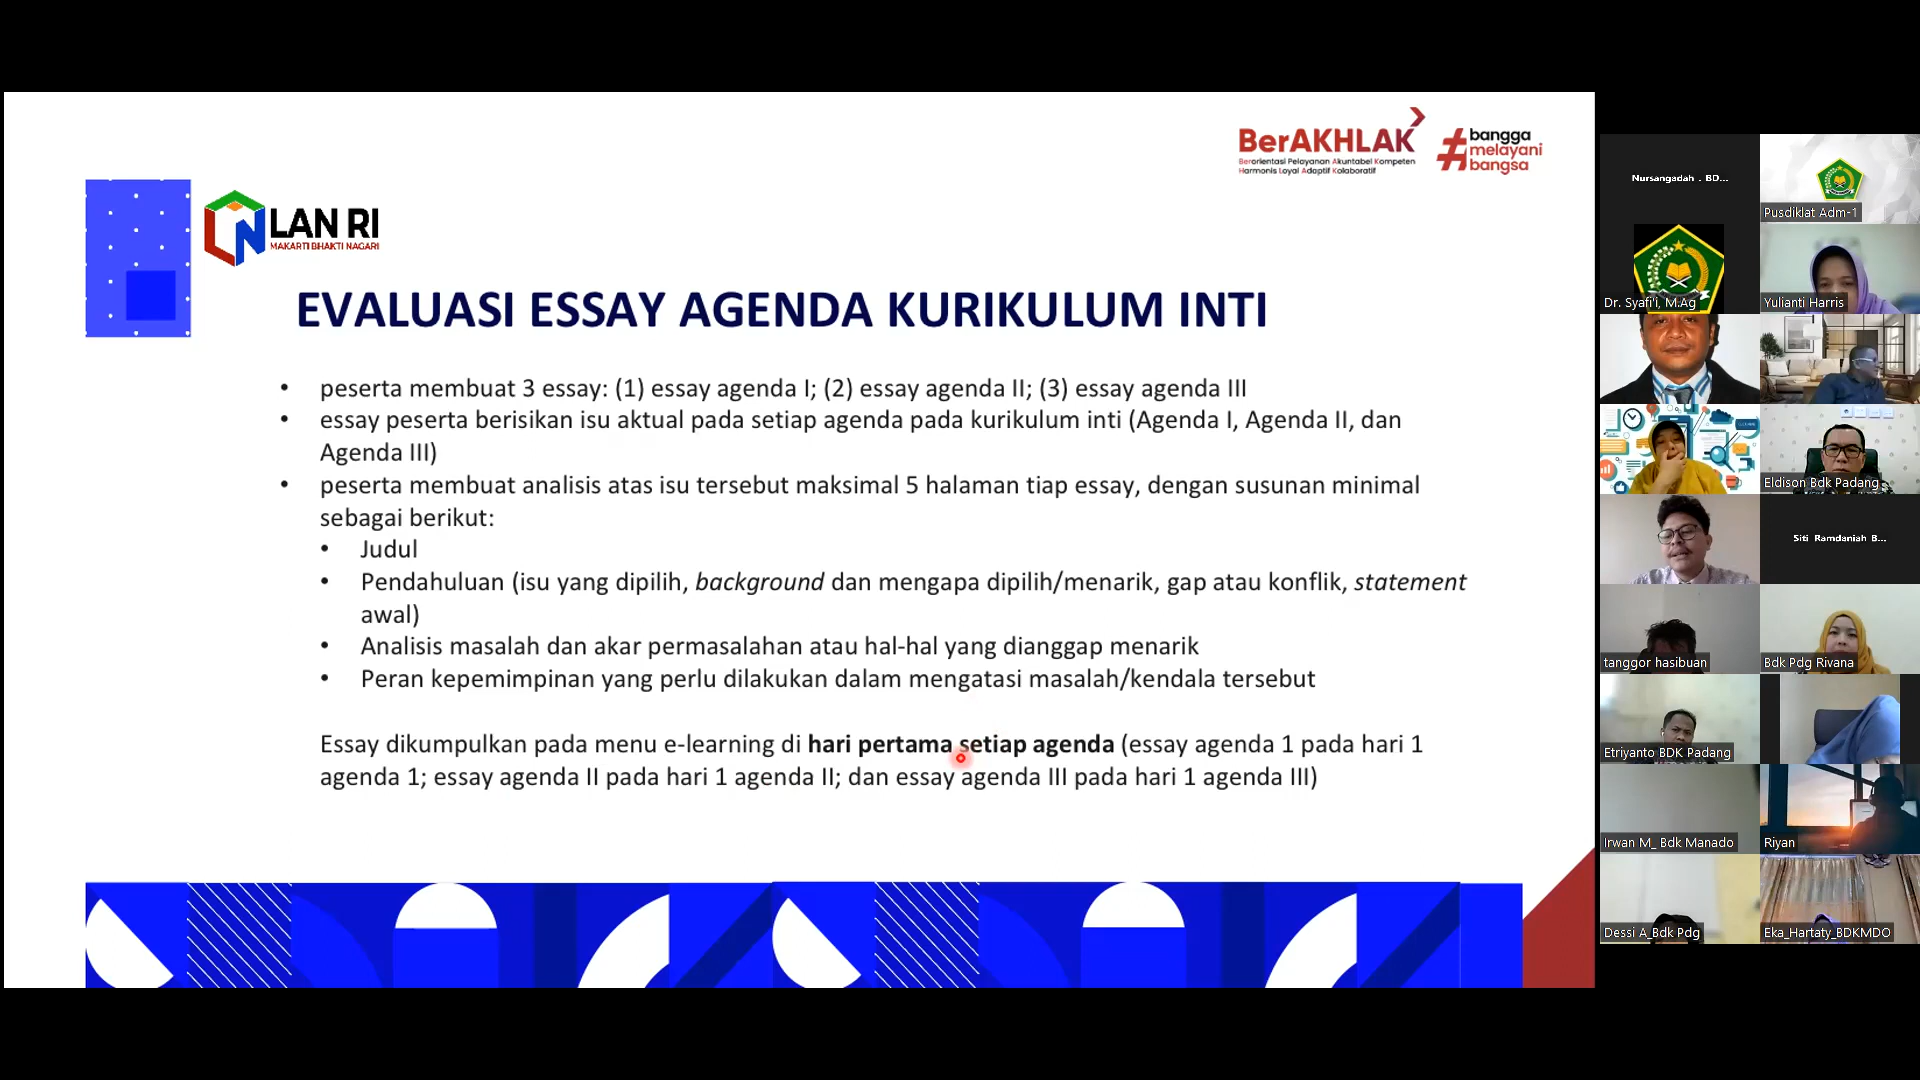 BerAKHLAK
Berorientasi Pelayanan Akuntabel Kompeten
Harmonis Loyal Adaptif Kolaboratif
#bangga
melayani
bangsa
LAN RI
MAKARTI BHAKTI NAGARI
EVALUASI ESSAY AGENDA KURIKULUM INTI
• peserta membuat 3 essay: (1) essay agenda I; (2) essay agenda II; (3) essay agenda III
• essay peserta berisikan isu aktual pada setiap agenda pada kurikulum inti (Agenda I, Agenda II, dan
Agenda III)
• peserta membuat analisis atas isu tersebut maksimal 5 halaman tiap essay, dengan susunan minimal
sebagai berikut:
• Judul
• Pendahuluan (isu yang dipilih, background dan mengapa dipilih/menarik, gap atau konflik, statement
awal)
• Analisis masalah dan akar permasalahan atau hal-hal yang dianggap menarik
• Peran kepemimpinan yang perlu dilakukan dalam mengatasi masalah/kendala tersebut
Essay dikumpulkan pada menu e-learning di hari pertama setiap agenda (essay agenda 1 pada hari 1
agenda 1; essay agenda II pada hari 1 agenda II; dan essay agenda III pada hari 1 agenda III)
Nursangadah . BD...
Pusdiklat Adm-1
Dr. Syafi'i, M.Ag
Yulianti Harris
Eldison Bdk Padang
Siti Ramdaniah B...
tanggor hasibuan
Bdk Pdg Rivana
Etriyanto BDK Padang
Irwan M_ Bdk Manado
Riyan
Dessi A_Bdk Pdg
Eka_Hartaty_BDKMDO